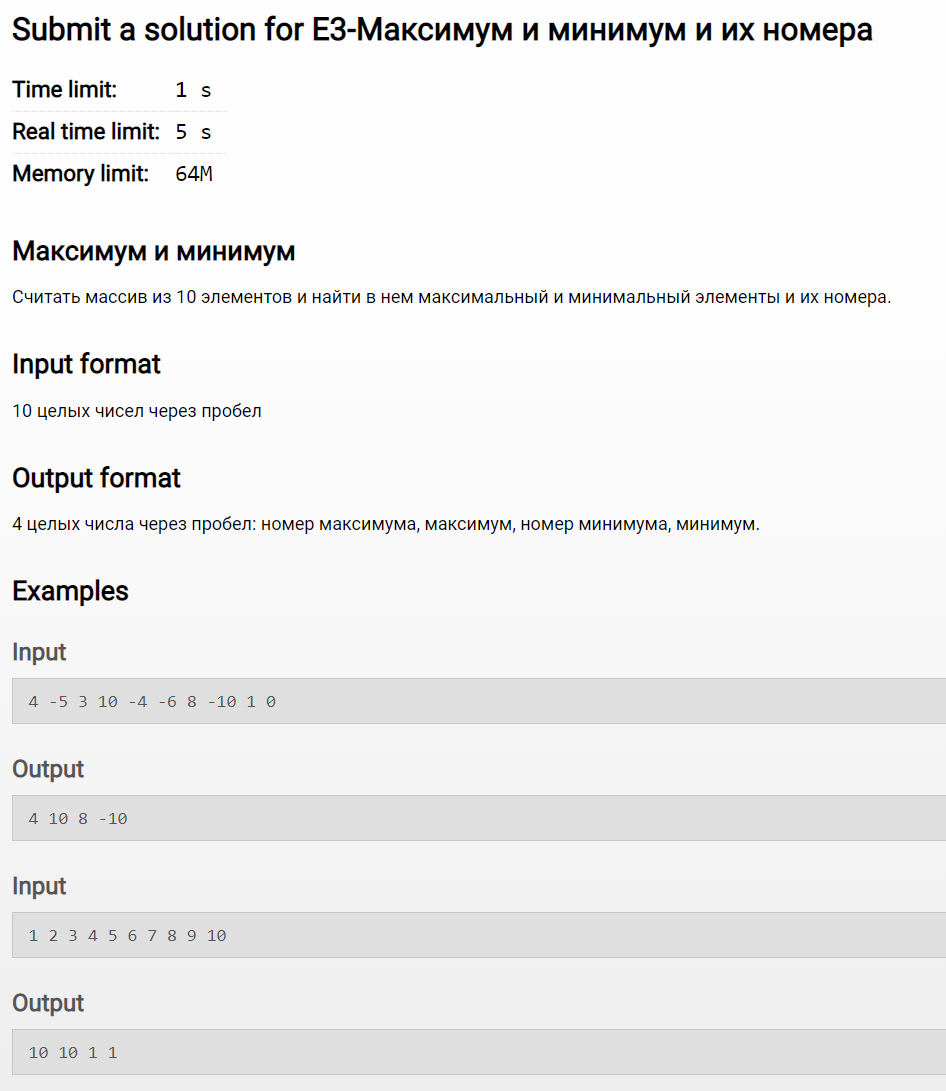 Submit a solution for E3-Максимум и минимум и их номера
Time limit: 1 s
Real time limit: 5 s
Memory limit: 64M
Максимум и минимум
Считать массив из 10 элементов и найти в нем максимальный и минимальный элементы и их номера.
Input format
10 целых чисел через пробел
Output format
4 целых числа через пробел: номер максимума, максимум, номер минимума, минимум.
Examples
Input
4 -5 3 10 -4 -6 8 -10 1 0
Output
4 10 8 -10
Input
1 2 3 4 5 6 7 8 9 10
Output
10 10 1 1